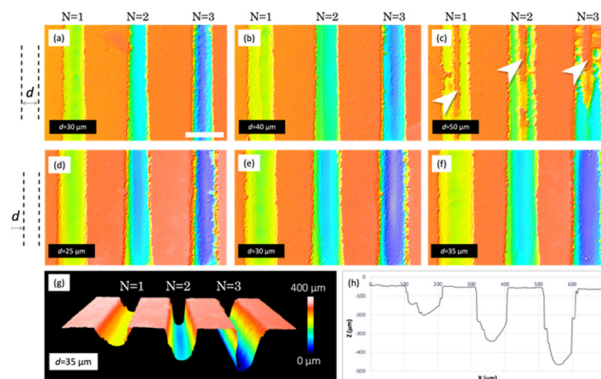 N=1 N=2 N=3 N=1 N=2 N=3 N=1 N=2 N=3
(a) (b) (c)
d
d=30 μm d=40 μm d=50 μm
(d) (e) (f)
d
d=25 μm d=30 μm d=35 μm
(g) (h)
N=1 N=2 N=3
400 μm
0 μm
d=35 μm
0 100 200 300 400 500 600
0
-100
-200
-300
-400
-500
Z (μm)
X (μm)